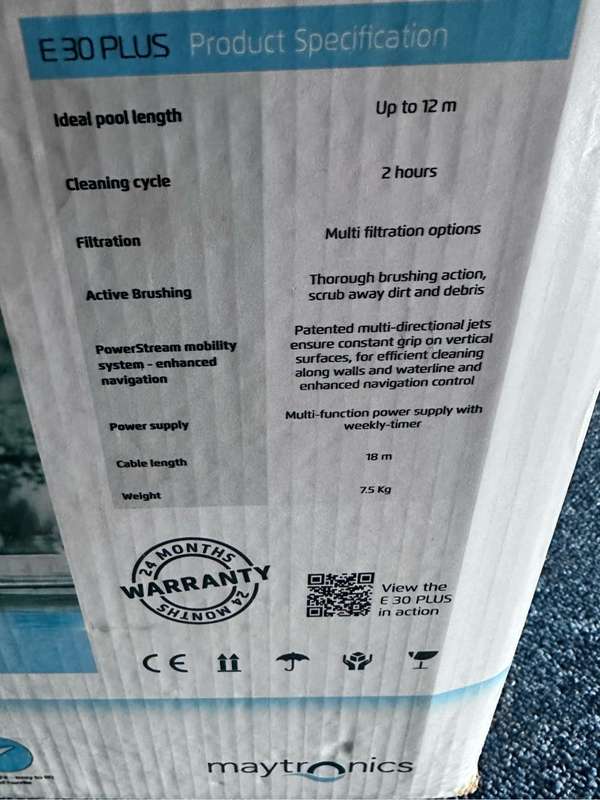 E 30 PLUS Product Specification
Ideal pool length Up to 12 m
Cleaning cycle 2 hours
Filtration Multi filtration options
Active Brushing Thorough brushing action,
scrub away dirt and debris
PowerStream mobility
system - enhanced
navigation
Patented multi-directional jets
ensure constant grip on vertical
surfaces, for efficient cleaning
along walls and waterline and
enhanced navigation control
Power supply Multi-function power supply with
weekly-timer
Cable length 18 m
Weight 7.5 Kg
24 MONTHS
WARRANTY
24 MONTHS
View the
E 30 PLUS
in action
CE
maytronics